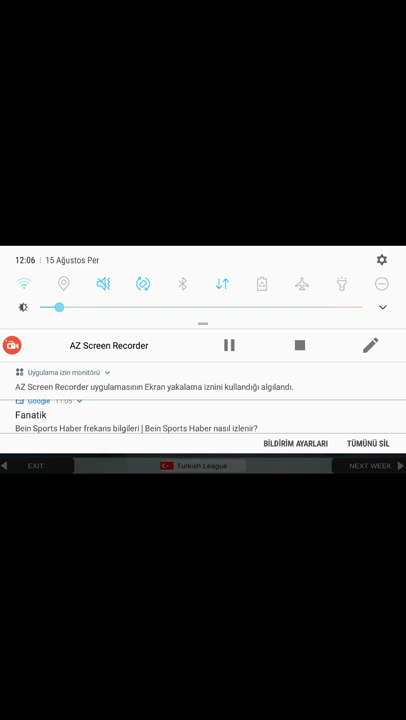 12:06 | 15 Ağustos Per
AZ Screen Recorder
Uygulama izin monitörü
AZ Screen Recorder uygulamasının Ekran yakalama iznini kullandığı algılandı.
Google 11:05
Fanatik
Bein Sports Haber frekans bilgileri | Bein Sports Haber nasıl izlenir?
BİLDİRİM AYARLARI TÜMÜNÜ SİL
EXIT Turkish League NEXT WEEK